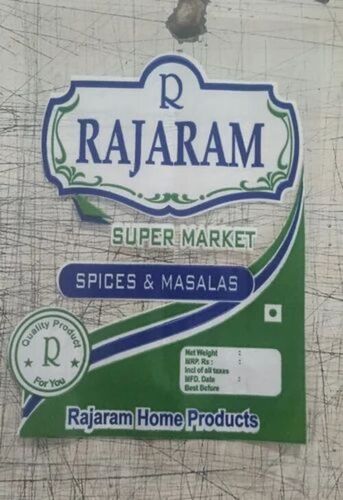 R
RAJARAM
SUPER MARKET
SPICES & MASALAS
Quality Product
R
For You
Net Weight :
MRP. Rs :
Incl of all taxes
MFD. Date :
Best Before
Rajaram Home Products